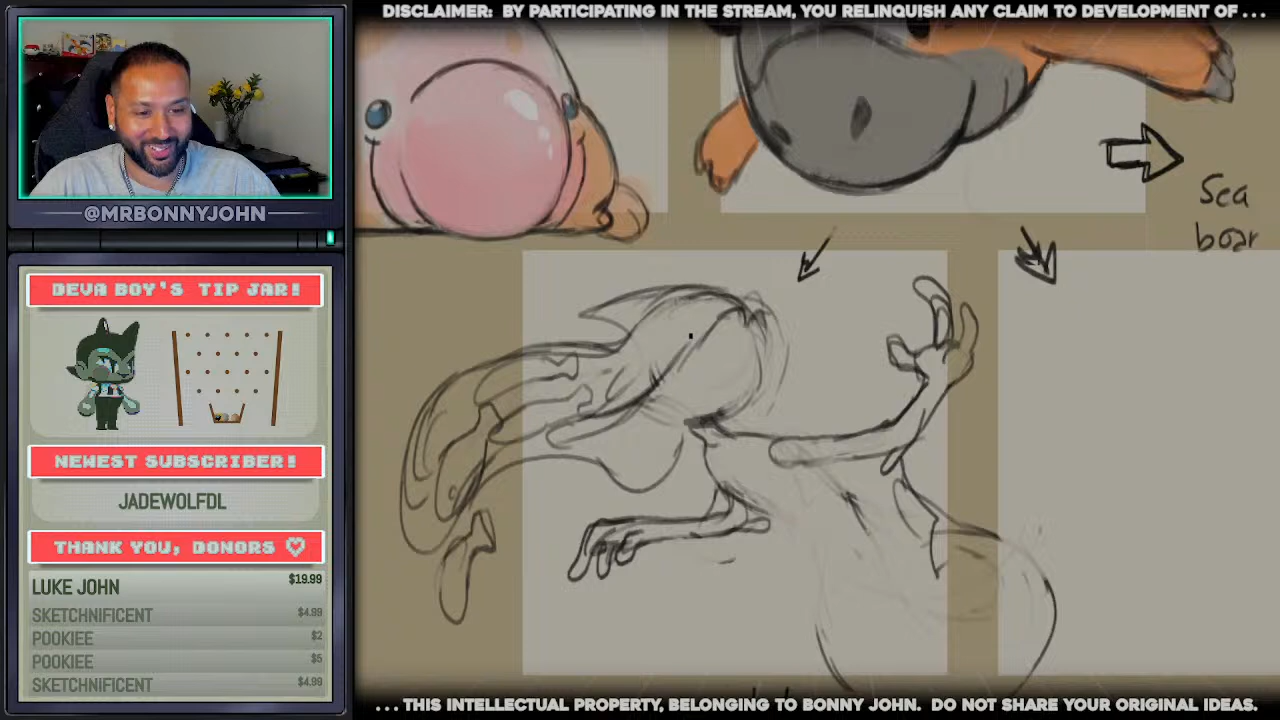 DISCLAIMER: BY PARTICIPATING IN THE STREAM, YOU RELINQUISH ANY CLAIM TO DEVELOPMENT OF . . .
@MRBONNYJOHN
DEVA BOY'S TIP JAR!
NEWEST SUBSCRIBER!
JADEWOLFDL
THANK YOU, DONORS ♡
LUKE JOHN $19.99
SKETCHNIFICENT $4.99
POOKIEE $2
POOKIEE $5
SKETCHNIFICENT $4.99
Sea
boar
. . . THIS INTELLECTUAL PROPERTY, BELONGING TO BONNY JOHN. DO NOT SHARE YOUR ORIGINAL IDEAS.